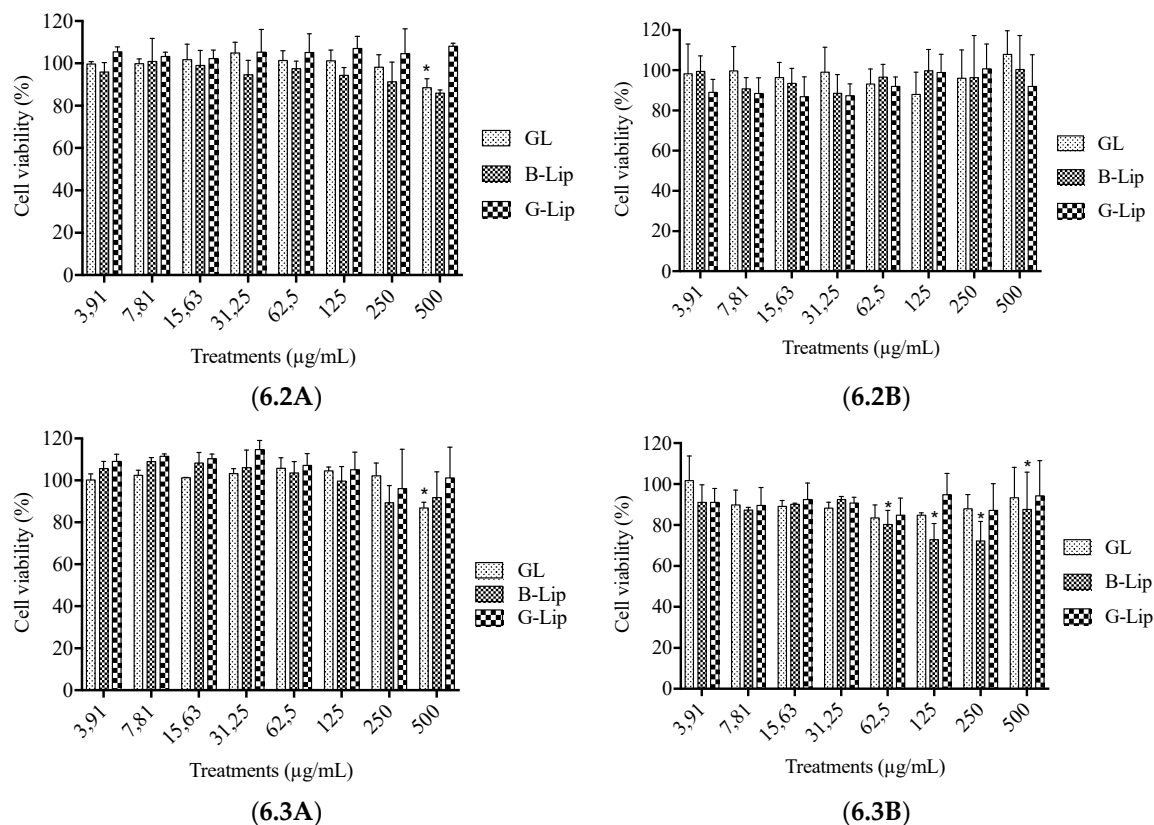 Cell viability (%)
120
100
80
60
40
20
0
3,91
7,81
15,63
31,25
62,5
125
250
500
*
Treatments (µg/mL)
GL
B-Lip
G-Lip
(6.2A)
Cell viability (%)
120
100
80
60
40
20
0
3,91
7,81
15,63
31,25
62,5
125
250
500
Treatments (µg/mL)
GL
B-Lip
G-Lip
(6.2B)
Cell viability (%)
120
100
80
60
40
20
0
3,91
7,81
15,63
31,25
62,5
125
250
500
*
Treatments (µg/mL)
GL
B-Lip
G-Lip
(6.3A)
Cell viability (%)
120
100
80
60
40
20
0
3,91
7,81
15,63
31,25
62,5
125
250
500
*
*
*
*
Treatments (µg/mL)
GL
B-Lip
G-Lip
(6.3B)